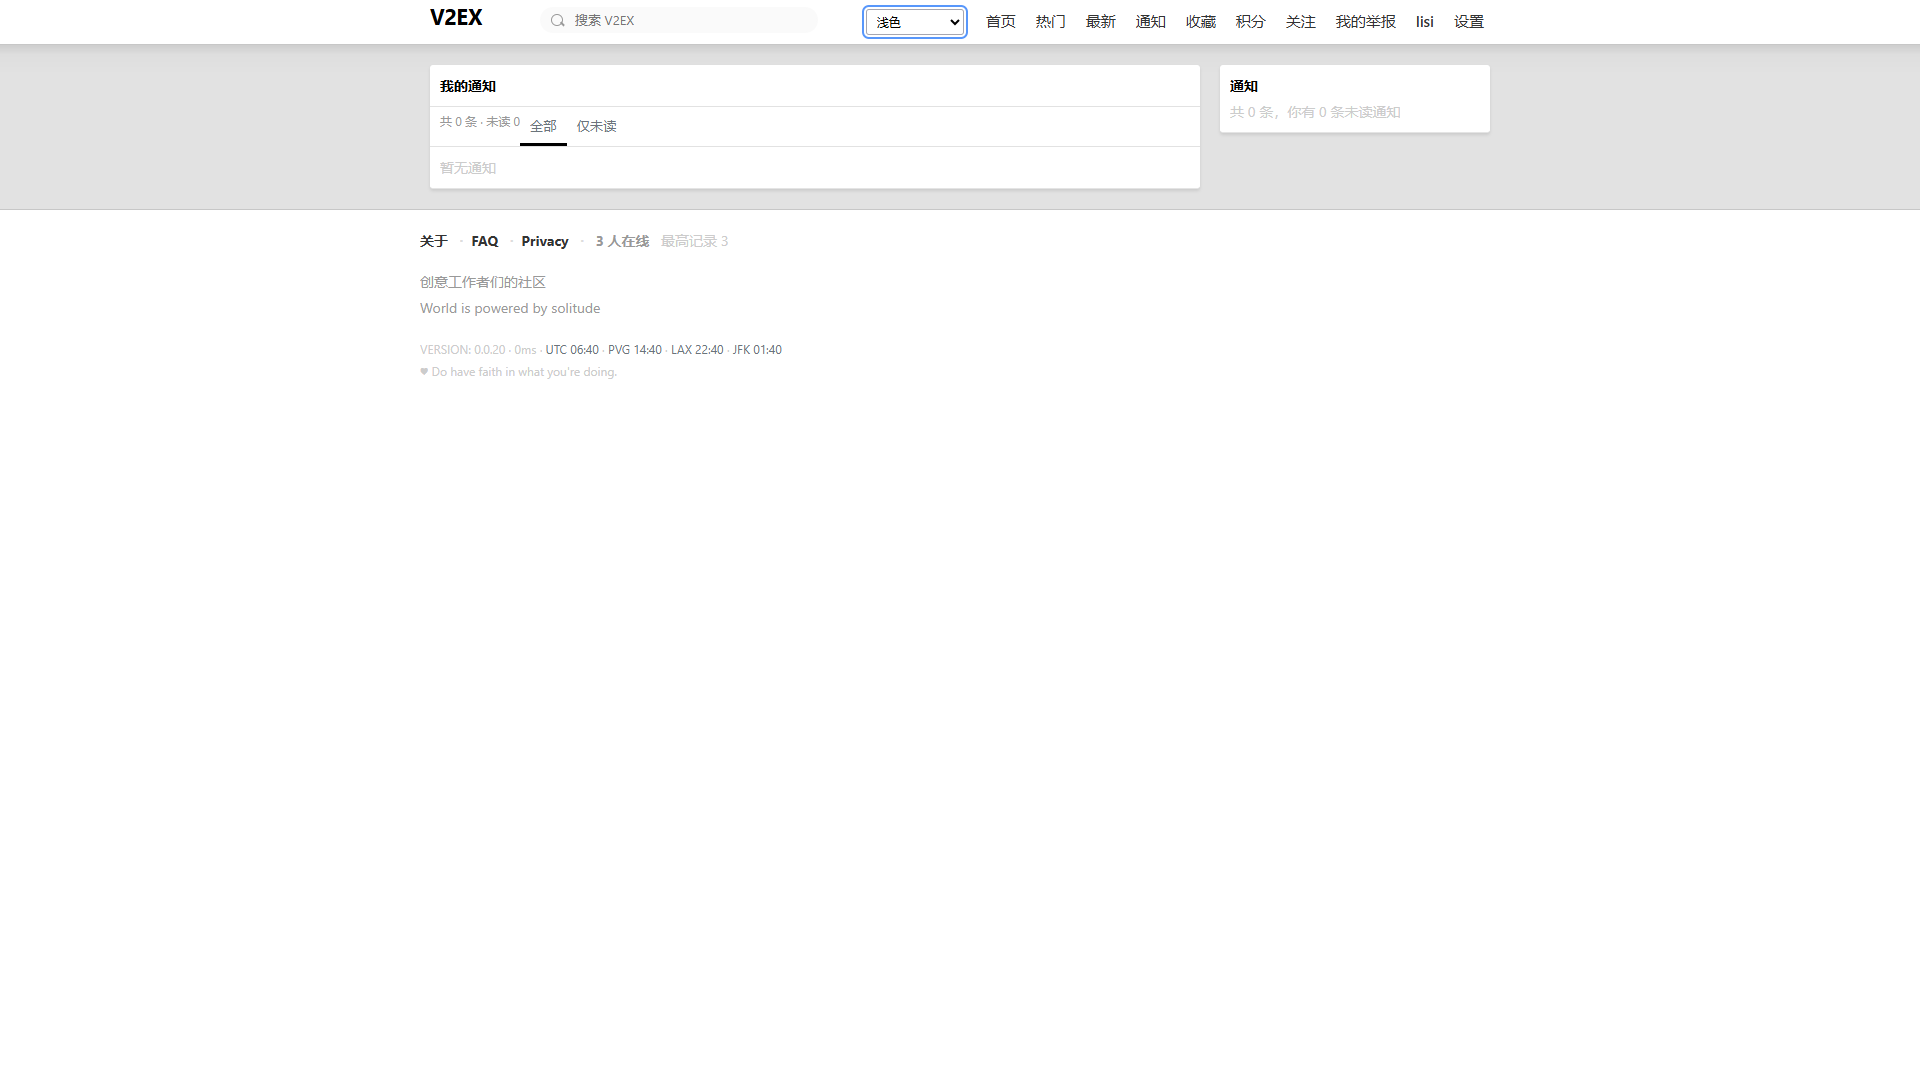 V2EX
搜索 V2EX
浅色
首页 热门 最新 通知 收藏 积分 关注 我的举报 lisi 设置
我的通知
共 0 条 · 未读 0 全部 仅未读
暂无通知
通知
共 0 条，你有 0 条未读通知
关于 · FAQ · Privacy · 3 人在线 最高记录 3
创意工作者们的社区
World is powered by solitude
VERSION: 0.0.20 · 0ms · UTC 06:40 · PVG 14:40 · LAX 22:40 · JFK 01:40
♥ Do have faith in what you're doing.